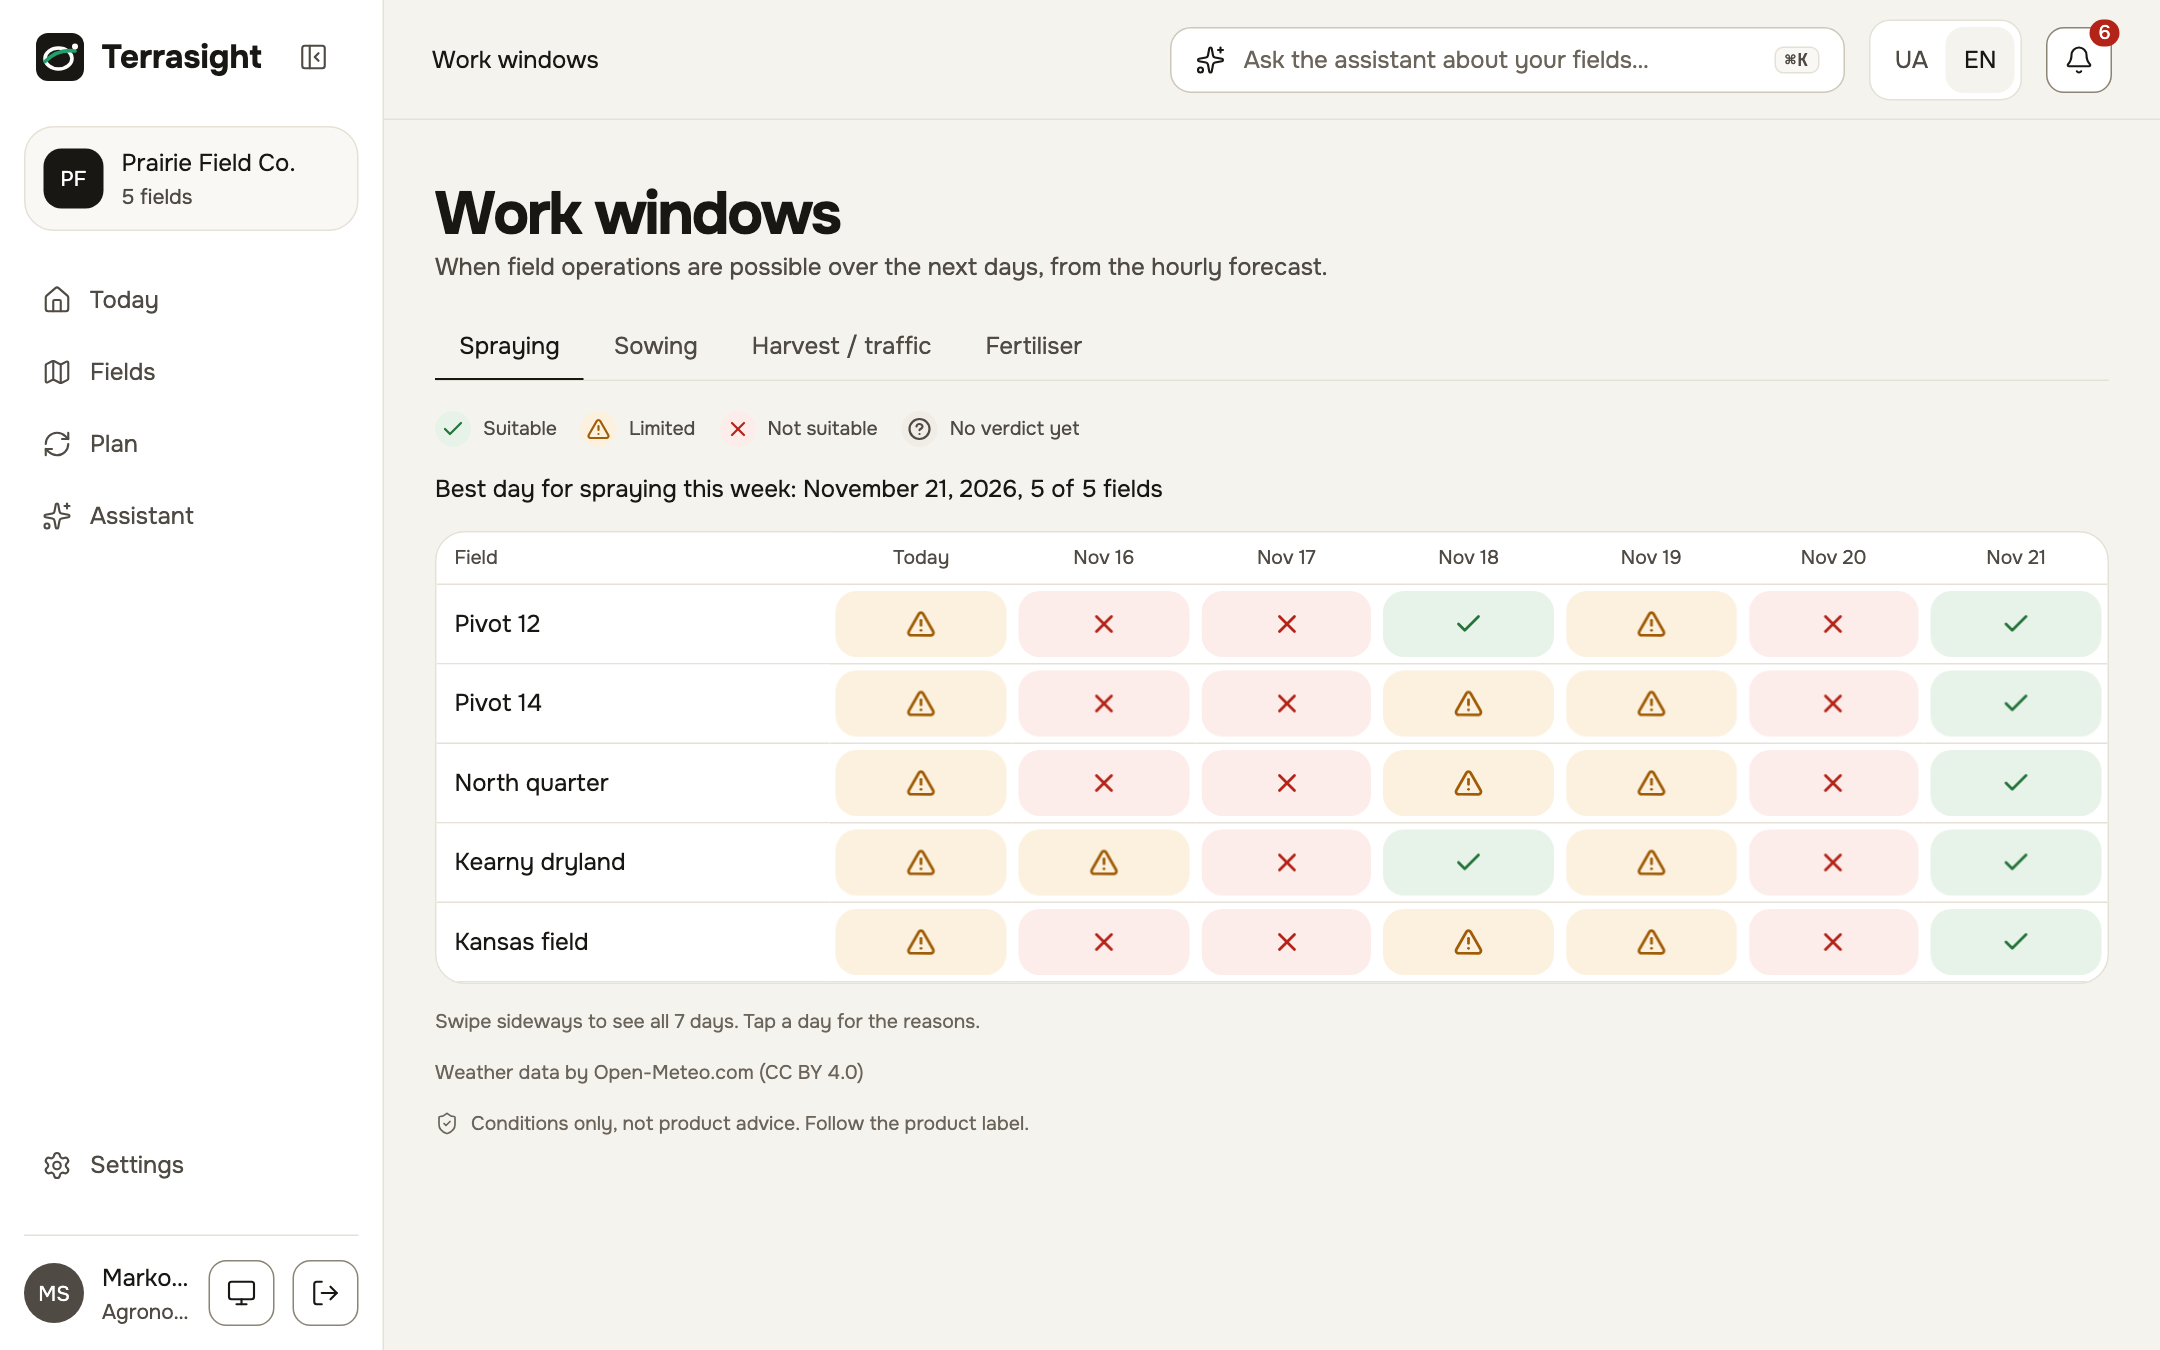 Terrasight
Work windows
Ask the assistant about your fields...
⌘K
UA
EN
6
PF
Prairie Field Co.
5 fields
Today
Fields
Plan
Assistant
Settings
MS
Marko...
Agrono...
Work windows
When field operations are possible over the next days, from the hourly forecast.
Spraying
Sowing
Harvest / traffic
Fertiliser
Suitable
Limited
Not suitable
No verdict yet
Best day for spraying this week: November 21, 2026, 5 of 5 fields
Field Today Nov 16 Nov 17 Nov 18 Nov 19 Nov 20 Nov 21
Pivot 12
Pivot 14
North quarter
Kearny dryland
Kansas field
Swipe sideways to see all 7 days. Tap a day for the reasons.
Weather data by Open-Meteo.com (CC BY 4.0)
Conditions only, not product advice. Follow the product label.